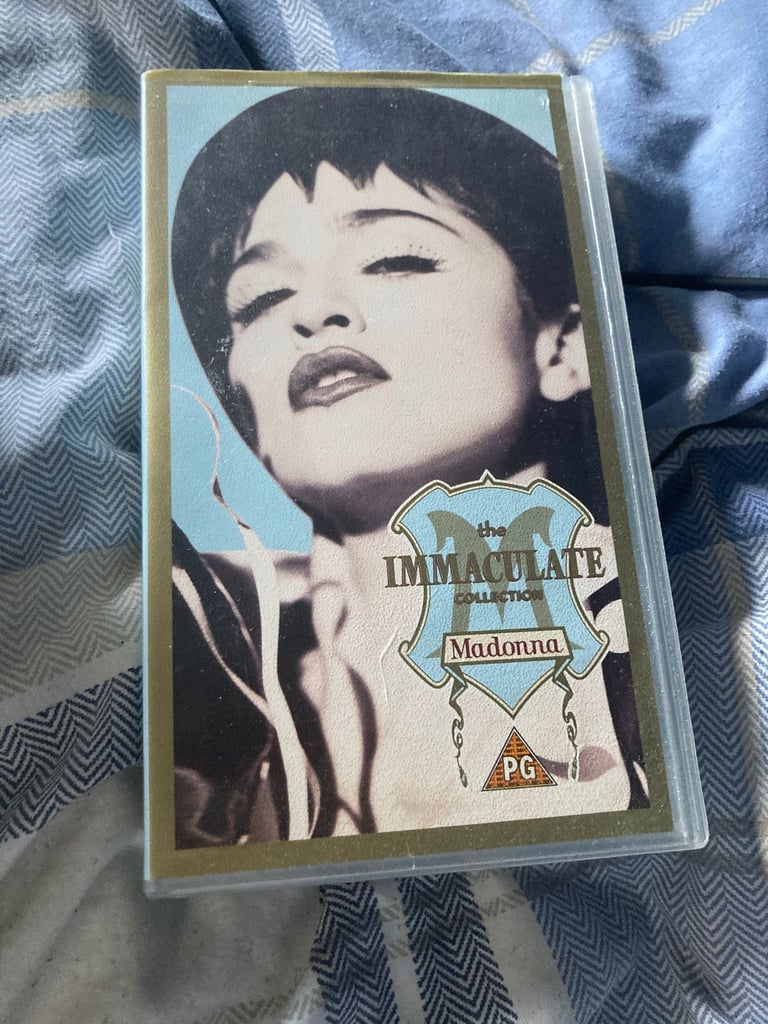 the
IMMACULATE
COLLECTION
Madonna
PG